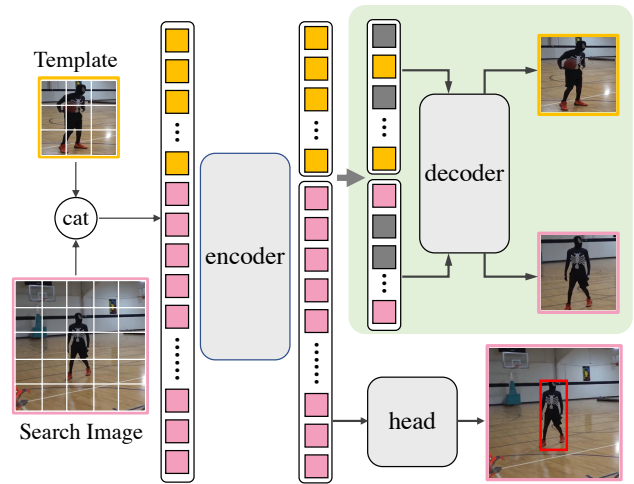 Template
cat
encoder
decoder
Search Image
head